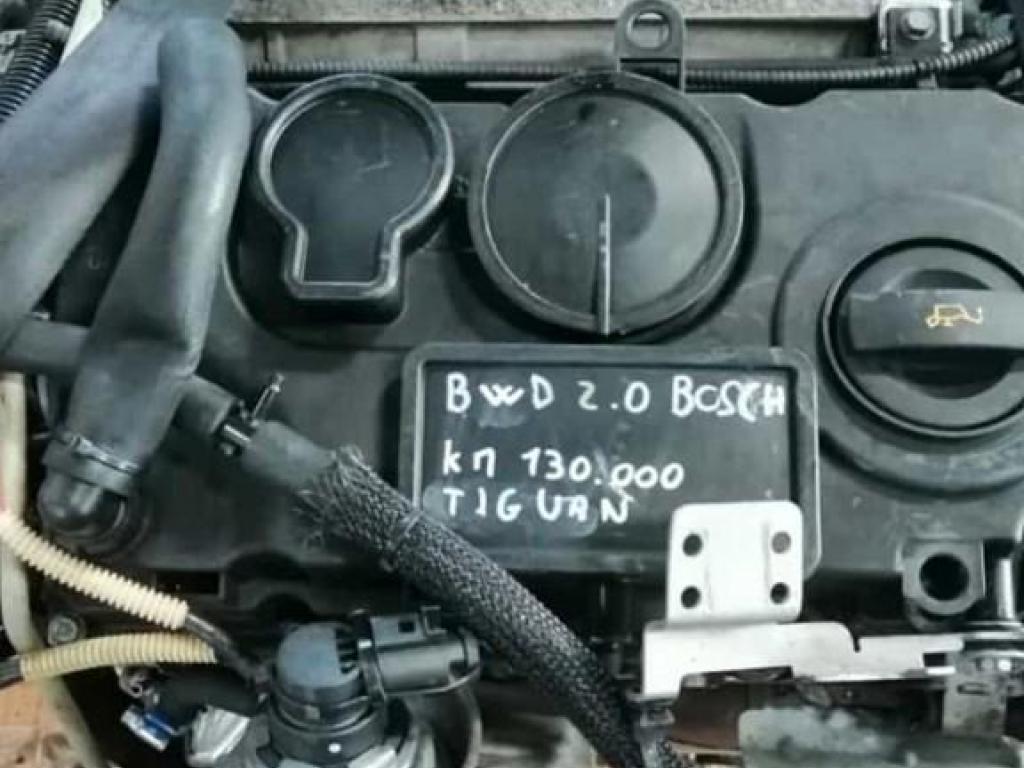 BWD 2.0 BOSCH
kn 130.000
TIGUAN